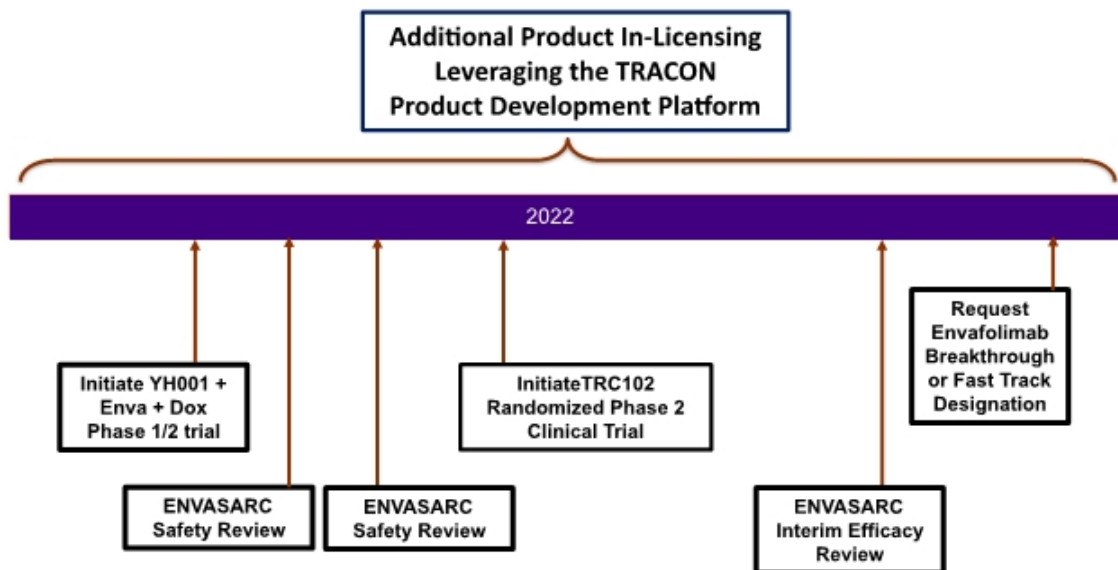 Additional Product In-Licensing
Leveraging the TRACON
Product Development Platform
2022
Initiate YH001 +
Enva + Dox
Phase 1/2 trial
ENVASARC
Safety Review
ENVASARC
Safety Review
InitiateTRC102
Randomized Phase 2
Clinical Trial
ENVASARC
Interim Efficacy
Review
Request
Envafolimab
Breakthrough
or Fast Track
Designation